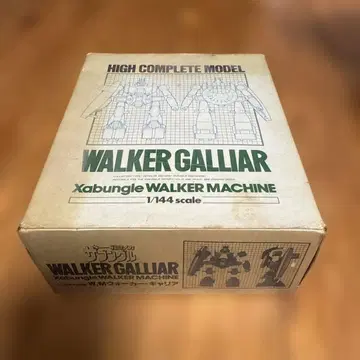 HIGH COMPLETE MODEL
WALKER GALLIAR
Xabungle WALKER MACHINE
1/144 scale
ザブングル
WALKER GALLIAR
Xabungle WALKER MACHINE
ウォーカー・ギャリア